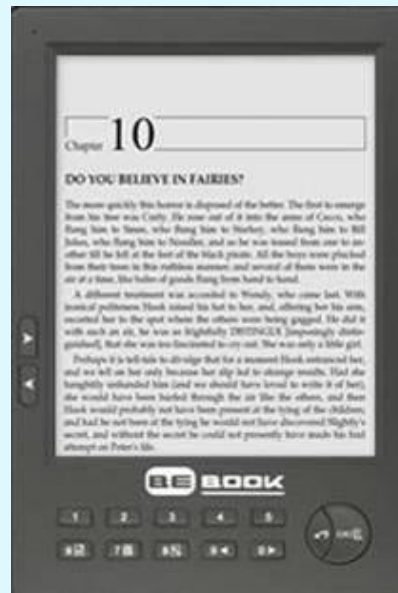 Chapter 10
DO YOU BELIEVE IN FAIRIES?
The more quickly this horror is disposed of the better. The first to emerge
from his tree was Curly. He rose out of it into the arms of Cecco, who
flung him to Smee, who flung him to Starkey, who flung him to Bill
Jukes, who flung him to Noodler, and so he was tossed from one to an-
other till he fell at the feet of the black pirate. All the boys were plucked
from their trees in this ruthless manner; and several of them were in the
air at a time, like bales of goods flung from hand to hand.
A different treatment was accorded to Wendy, who came last. With
ironical politeness Hook raised his hat to her, and, offering her his arm,
escorted her to the spot where the others were being gagged. He did it
with such an air, he was so frightfully DISTINGUE [imposingly distin-
guished], that she was too fascinated to cry out. She was only a little girl.
Perhaps it is tell-tale to divulge that for a moment Hook entranced her,
and we tell on her only because her slip led to strange results. Had she
haughtily unhanded him (and we should have loved to write it of her),
she would have been hurled through the air like the others, and then
Hook would probably not have been present at the tying of the children;
and had he not been at the tying he would not have discovered Slightly's
secret, and without the secret he could not presently have made his foul
attempt on Peter's life.
BE BOOK
1 2 3 4 5
6 7 8 9 0